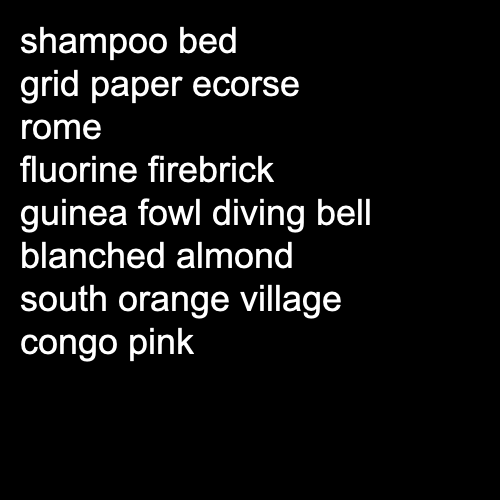 shampoo bed
grid paper ecorse
rome
fluorine firebrick
guinea fowl diving bell
blanched almond
south orange village
congo pink